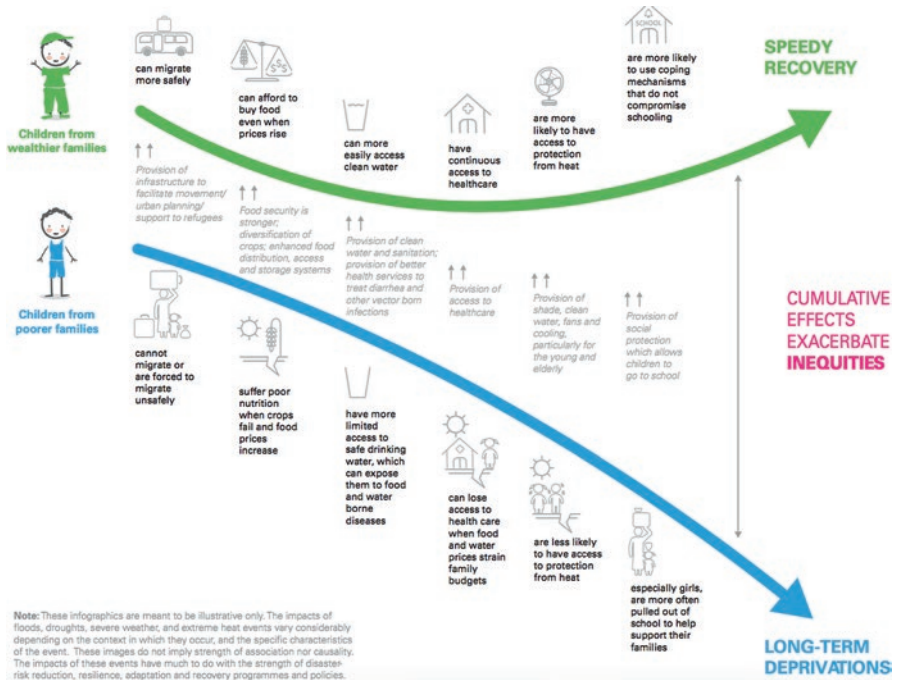 SCHOOL
$$$
SPEEDY
RECOVERY
Children from
wealthier families
can migrate
more safely
can afford to
buy food
even when
prices rise
can more
easily access
clean water
have
continuous
access to
healthcare
are more
likely to have
access to
protection
from heat
are more likely
to use coping
mechanisms
that do not
compromise
schooling
Provision of
infrastructure to
facilitate movement/
urban planning/
support to refugees
Food security is
stronger;
diversification of
crops; enhanced food
distribution, access
and storage systems
Provision of clean
water and sanitation;
provision of better
health services to
treat diarrhea and
other vector born
infections
Provision of
access to
healthcare
Provision of
shade, clean
water, fans and
cooling,
particularly for
the young and
elderly
Provision of
social
protection
which allows
children to
go to school
CUMULATIVE
EFFECTS
EXACERBATE
INEQUITIES
Children from
poorer families
cannot
migrate or
are forced to
migrate
unsafely
suffer poor
nutrition
when crops
fail and food
prices
increase
have more
limited
access to
safe drinking
water, which
can expose
them to food
and water
borne
diseases
can lose
access to
health care
when food
and water
prices strain
family
budgets
are less likely
to have access
to protection
from heat
especially girls,
are more often
pulled out of
school to help
support their
families
LONG-TERM
DEPRIVATIONS
Note: These infographics are meant to be illustrative only. The impacts of
floods, droughts, severe weather, and extreme heat events vary considerably
depending on the context in which they occur, and the specific characteristics
of the event. These images do not imply strength of association nor causality.
The impacts of these events have much to do with the strength of disaster-
risk reduction, resilience, adaptation and recovery programmes and policies.